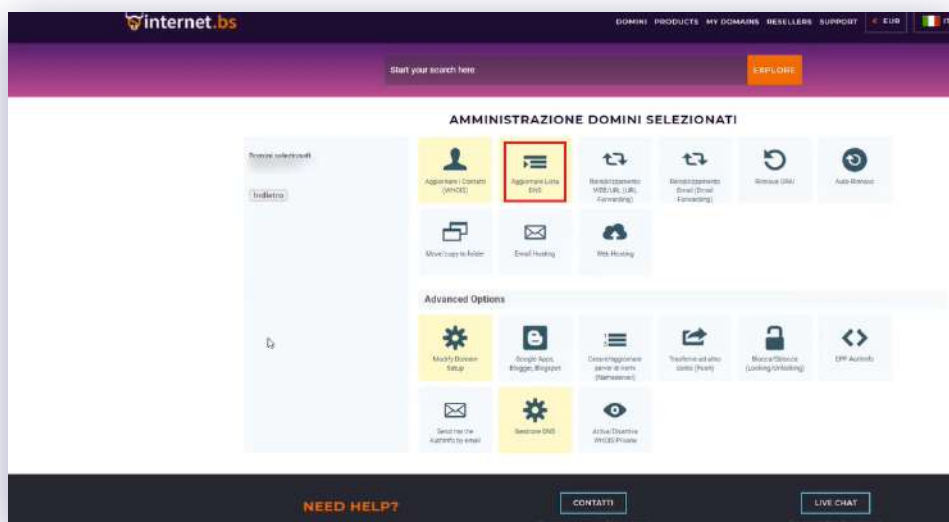 internet.bs
DOMINI PRODUCTS MY DOMAINS RESELLERS SUPPORT € EUR IT
Start your search here
EXPLORE
AMMINISTRAZIONE DOMINI SELEZIONATI
Domini selezionati
Indietro
Aggiornare i Contatti
(WHOIS)
Aggiornare Lista
DNS
Reindirizzamento
WEB/URL (URL
Forwarding)
Reindirizzamento
Email (Email
Forwarding)
Rinnova ORA!
Auto-Rinnovo
Move/copy to folder
Email Hosting
Web Hosting
Advanced Options
Modify Domain
Setup
Google Apps,
Blogger, Blogspot
Creare/aggiornare
server di nomi
(Nameserver)
Trasferire ad altro
conto (Push)
Blocca/Sblocca
(Locking/Unlocking)
EPP AuthInfo
Send me the
AuthInfo by email
Gestione DNS
Attiva/Disattiva
WHOIS Private
NEED HELP?
CONTATTI
LIVE CHAT